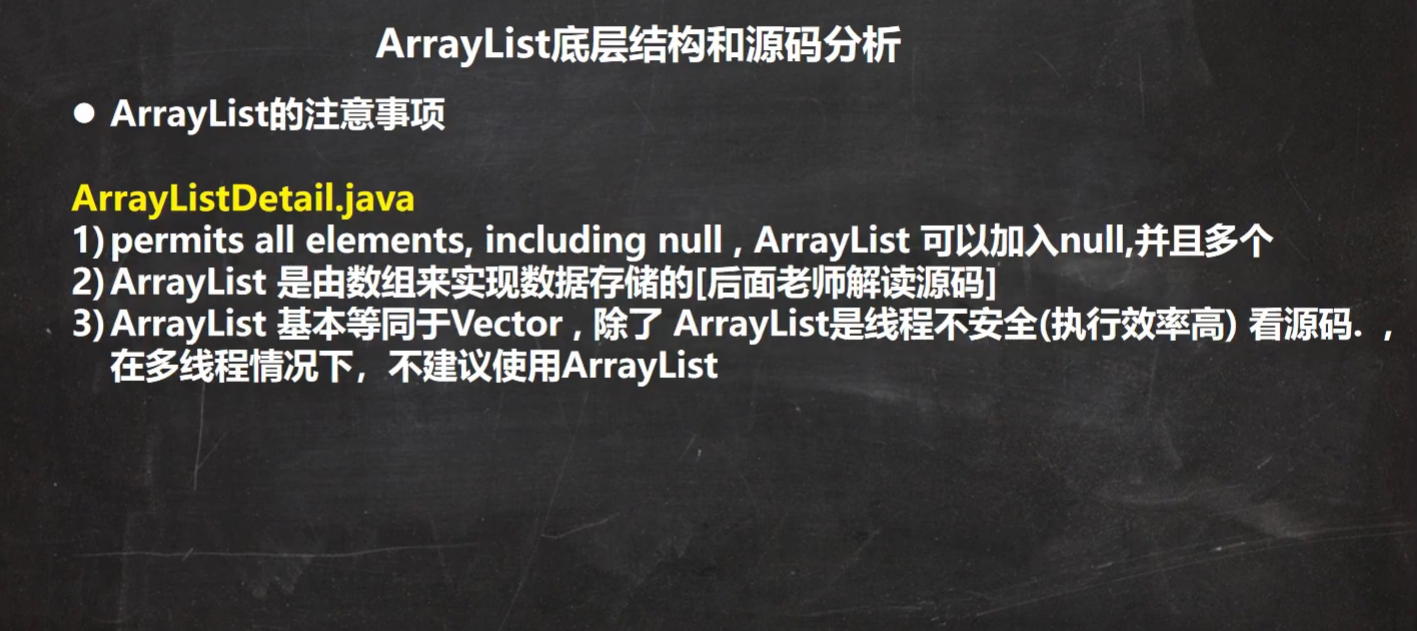 ArrayList底层结构和源码分析
● ArrayList的注意事项
ArrayListDetail.java
1) permits all elements, including null , ArrayList 可以加入null,并且多个
2) ArrayList 是由数组来实现数据存储的[后面老师解读源码]
3) ArrayList 基本等同于Vector , 除了 ArrayList是线程不安全(执行效率高) 看源码. ,
在多线程情况下，不建议使用ArrayList